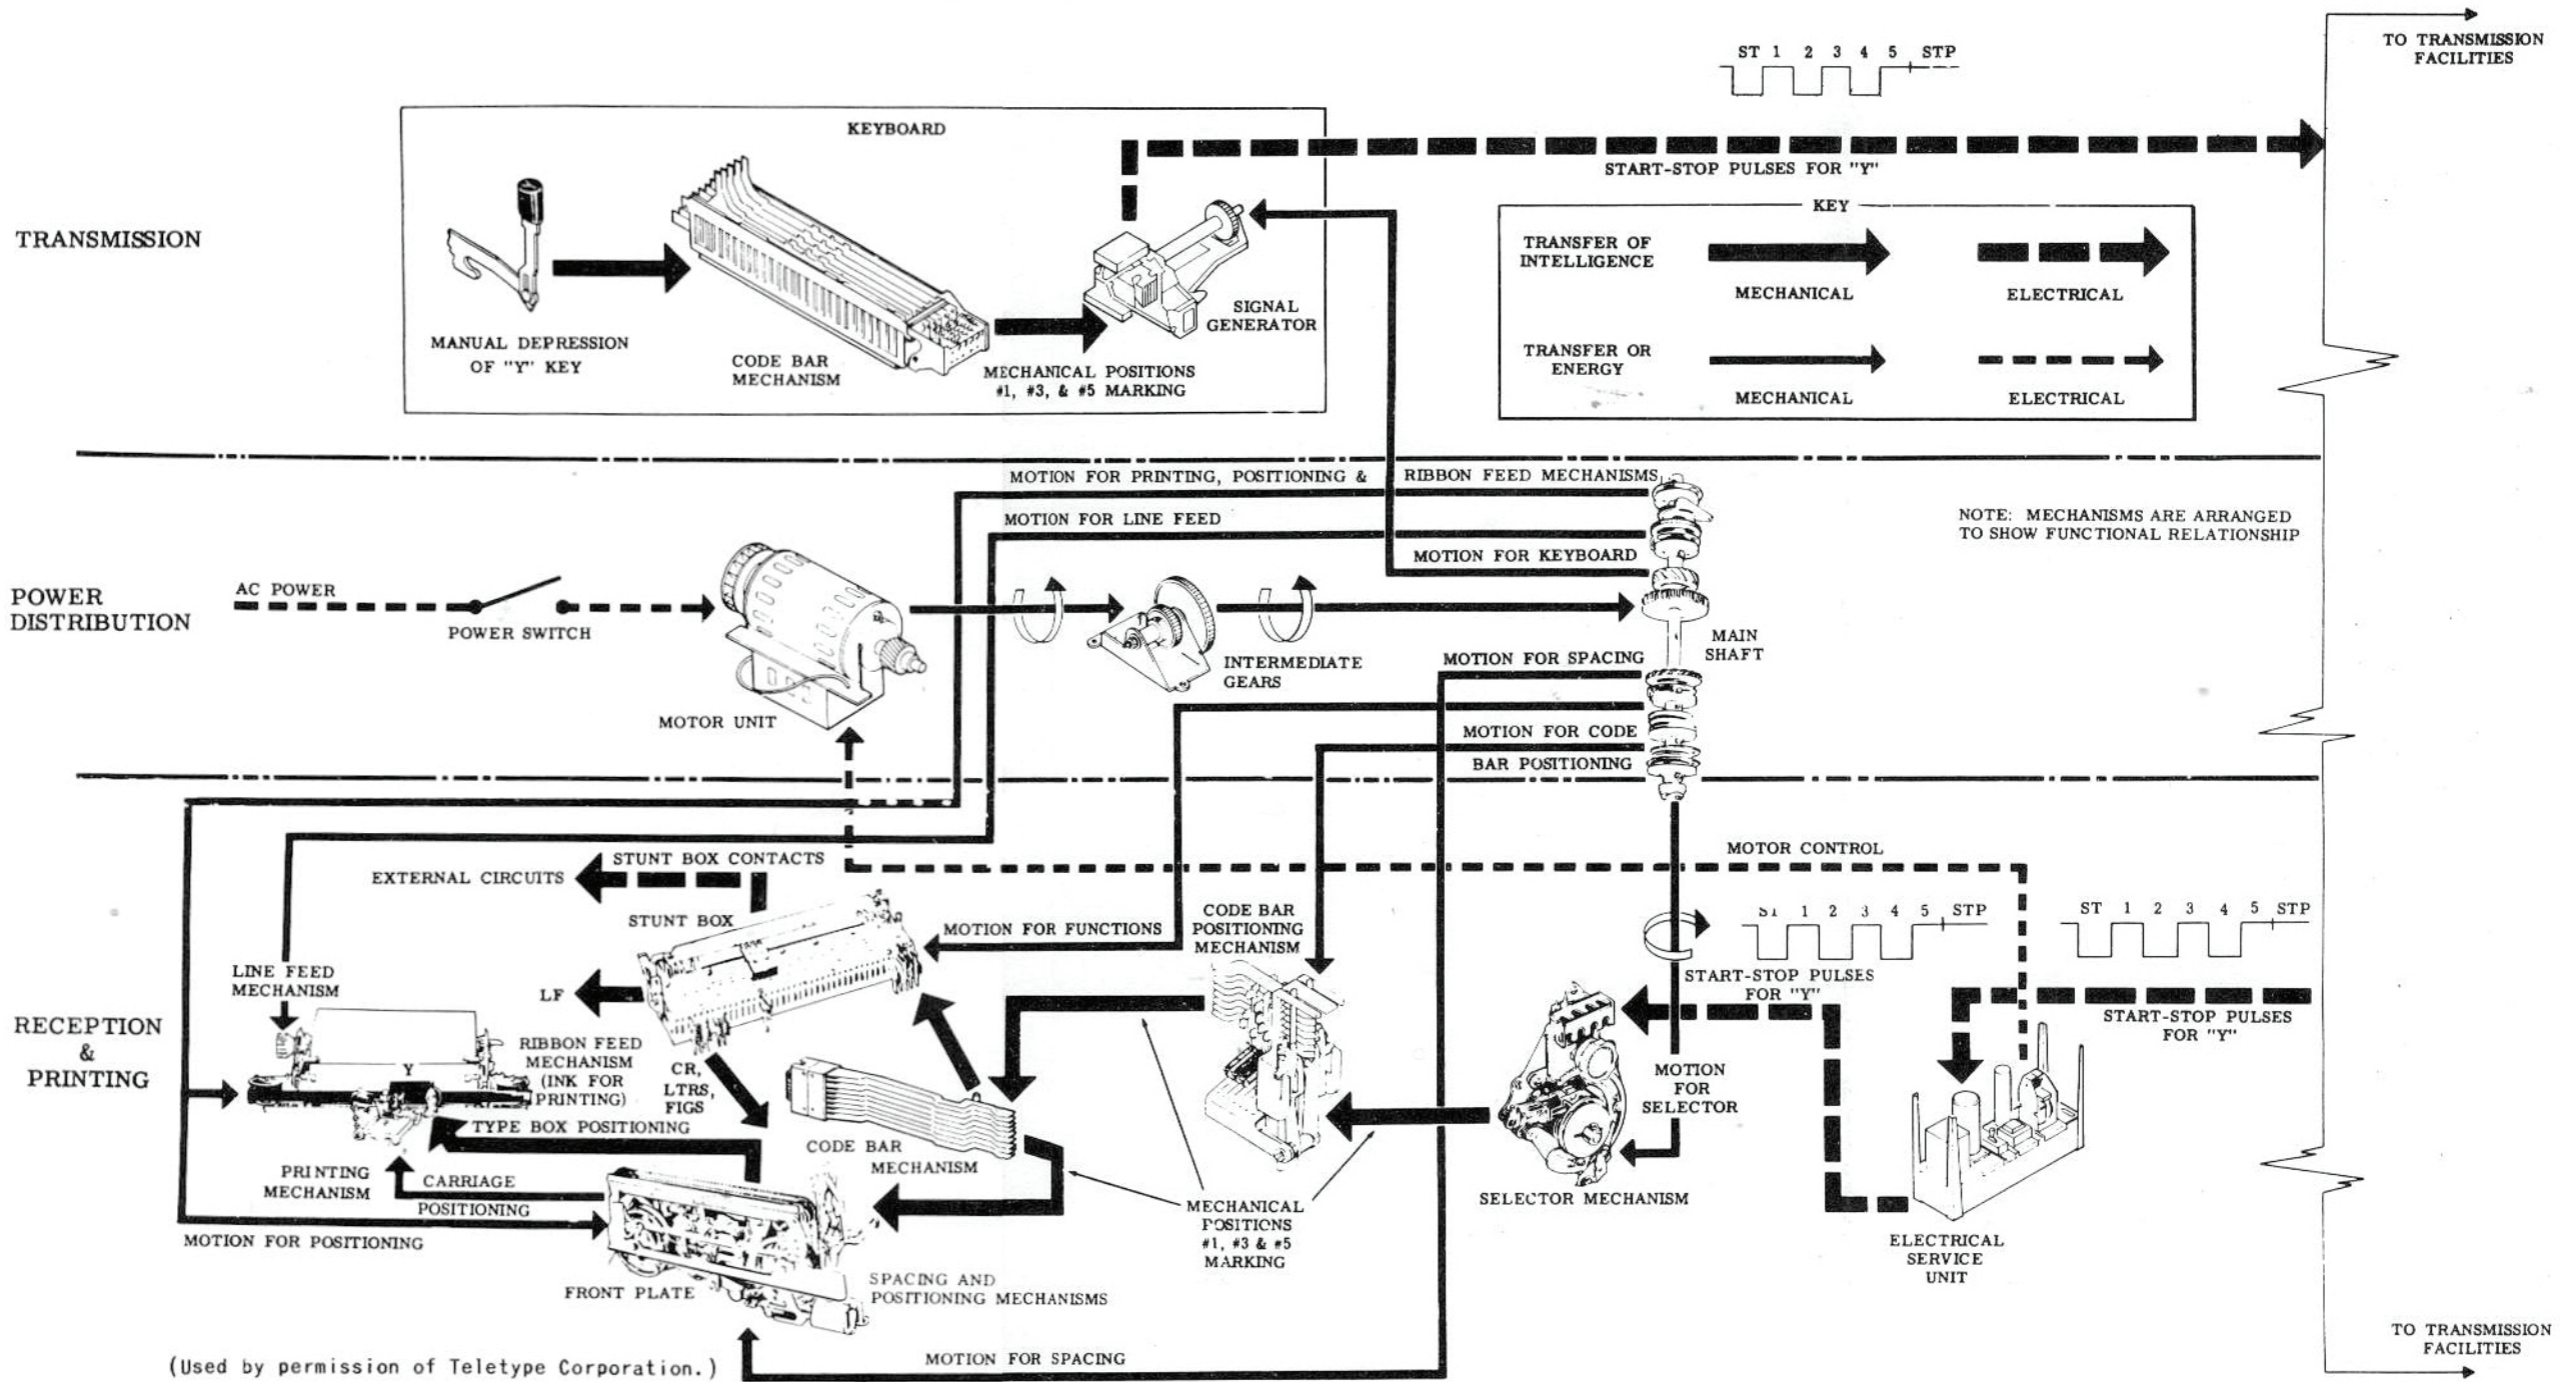 TO TRANSMISSION
FACILITIES
ST 1 2 3 4 5 STP
KEYBOARD
START-STOP PULSES FOR "Y"
KEY
TRANSMISSION
TRANSFER OF
INTELLIGENCE
MECHANICAL
ELECTRICAL
SIGNAL
GENERATOR
MANUAL DEPRESSION
OF "Y" KEY
CODE BAR
MECHANISM
MECHANICAL POSITIONS
#1, #3, & #5 MARKING
TRANSFER OR
ENERGY
MECHANICAL
ELECTRICAL
MOTION FOR PRINTING, POSITIONING & RIBBON FEED MECHANISMS
MOTION FOR LINE FEED
NOTE: MECHANISMS ARE ARRANGED
TO SHOW FUNCTIONAL RELATIONSHIP
MOTION FOR KEYBOARD
POWER
DISTRIBUTION
AC POWER
POWER SWITCH
MAIN
SHAFT
INTERMEDIATE
GEARS
MOTION FOR SPACING
MOTOR UNIT
MOTION FOR CODE
BAR POSITIONING
MOTOR CONTROL
STUNT BOX CONTACTS
EXTERNAL CIRCUITS
STUNT BOX
MOTION FOR FUNCTIONS
CODE BAR
POSITIONING
MECHANISM
ST 1 2 3 4 5 STP
ST 1 2 3 4 5 STP
LINE FEED
MECHANISM
LF
START-STOP PULSES
FOR "Y"
START-STOP PULSES
FOR "Y"
RECEPTION
&
PRINTING
Y
RIBBON FEED
MECHANISM
(INK FOR
PRINTING)
CR,
LTRS,
FIGS
MOTION
FOR
SELECTOR
TYPE BOX POSITIONING
CODE BAR
MECHANISM
PRINTING
MECHANISM
CARRIAGE
POSITIONING
SELECTOR MECHANISM
MECHANICAL
POSITIONS
#1, #3 & #5
MARKING
MOTION FOR POSITIONING
ELECTRICAL
SERVICE
UNIT
FRONT PLATE
SPACING AND
POSITIONING MECHANISMS
TO TRANSMISSION
FACILITIES
(Used by permission of Teletype Corporation.)
MOTION FOR SPACING